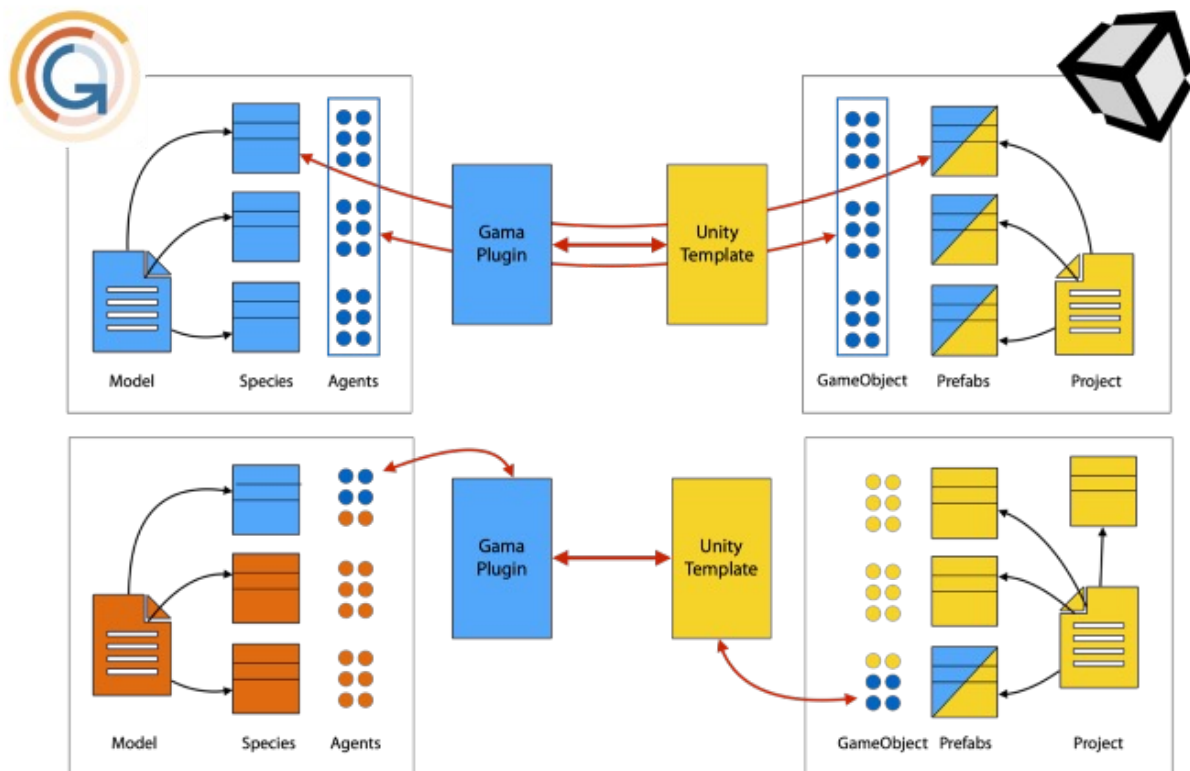 Gama
Plugin
Unity
Template
Model
Species
Agents
GameObject
Prefabs
Project
Gama
Plugin
Unity
Template
Model
Species
Agents
GameObject
Prefabs
Project